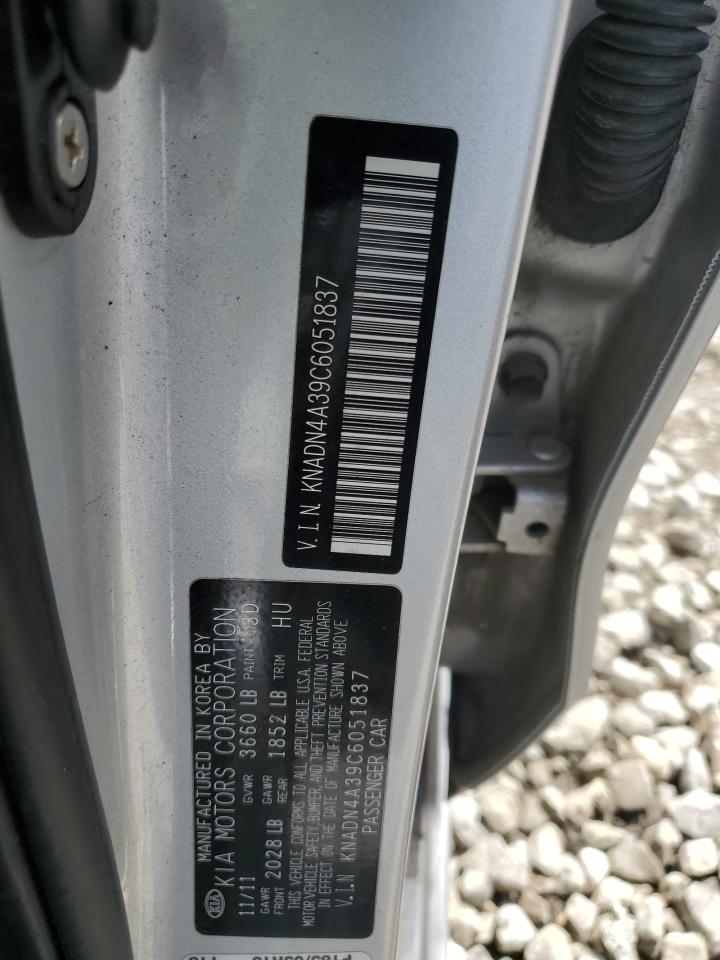 V.I.N. KNADN4A39C6051837
MANUFACTURED IN KOREA BY
KIA KIA MOTORS CORPORATION
11/11 GVWR 3660 LB PAINT 3D
GAWR FRONT 2028 LB GAWR REAR 1852 LB TRIM HU
THIS VEHICLE CONFORMS TO ALL APPLICABLE U.S.A. FEDERAL
MOTOR VEHICLE SAFETY, BUMPER, AND THEFT PREVENTION STANDARDS
IN EFFECT ON THE DATE OF MANUFACTURE SHOWN ABOVE
V.I.N KNADN4A39C6051837
PASSENGER CAR